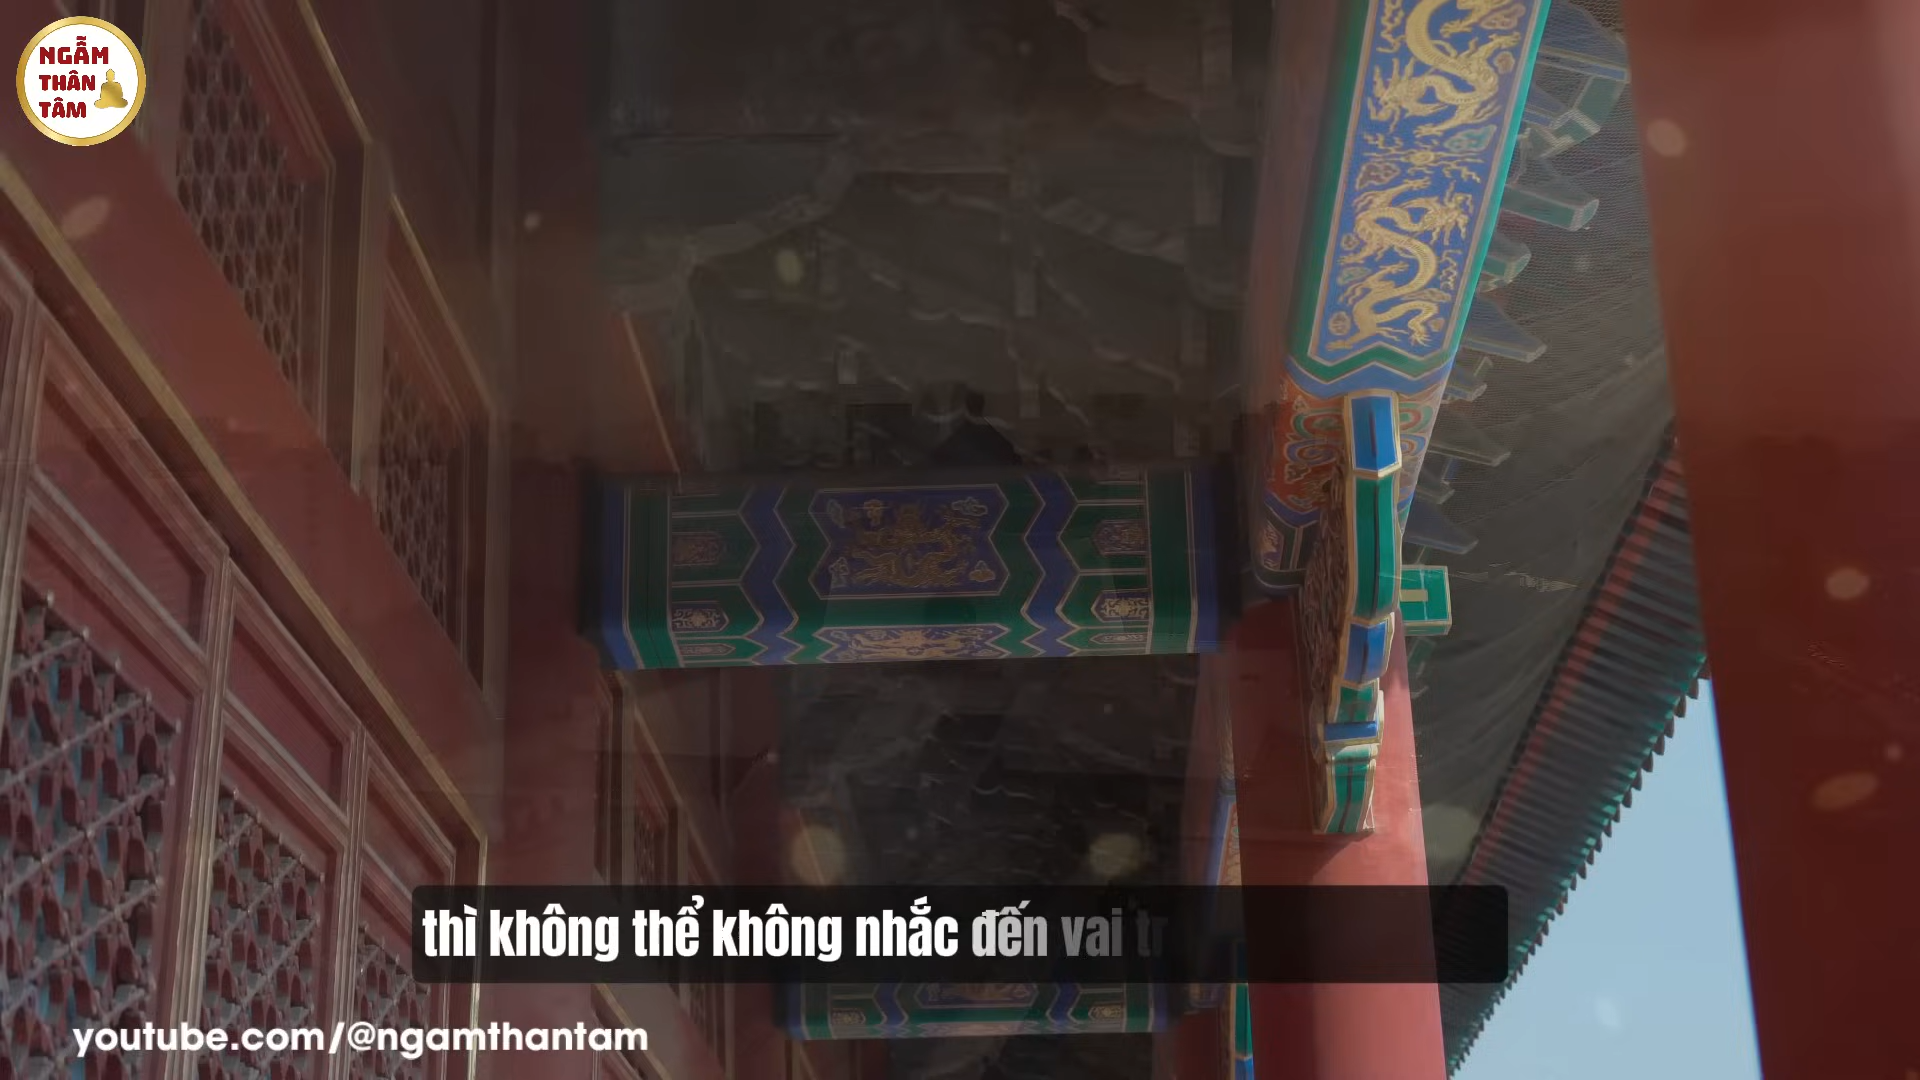 NGẪM
THÂN
TÂM
thì không thể không nhắc đến vai
youtube.com/@ngamthantam